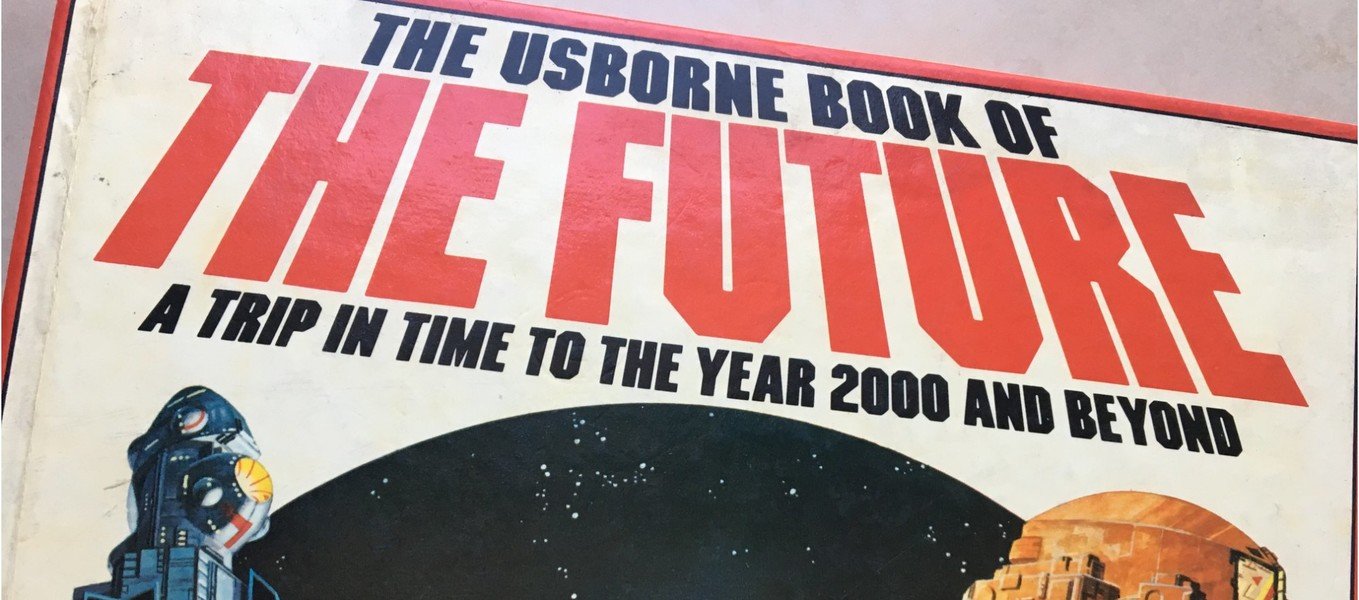 THE USBORNE BOOK OF
THE FUTURE
A TRIP IN TIME TO THE YEAR 2000 AND BEYOND